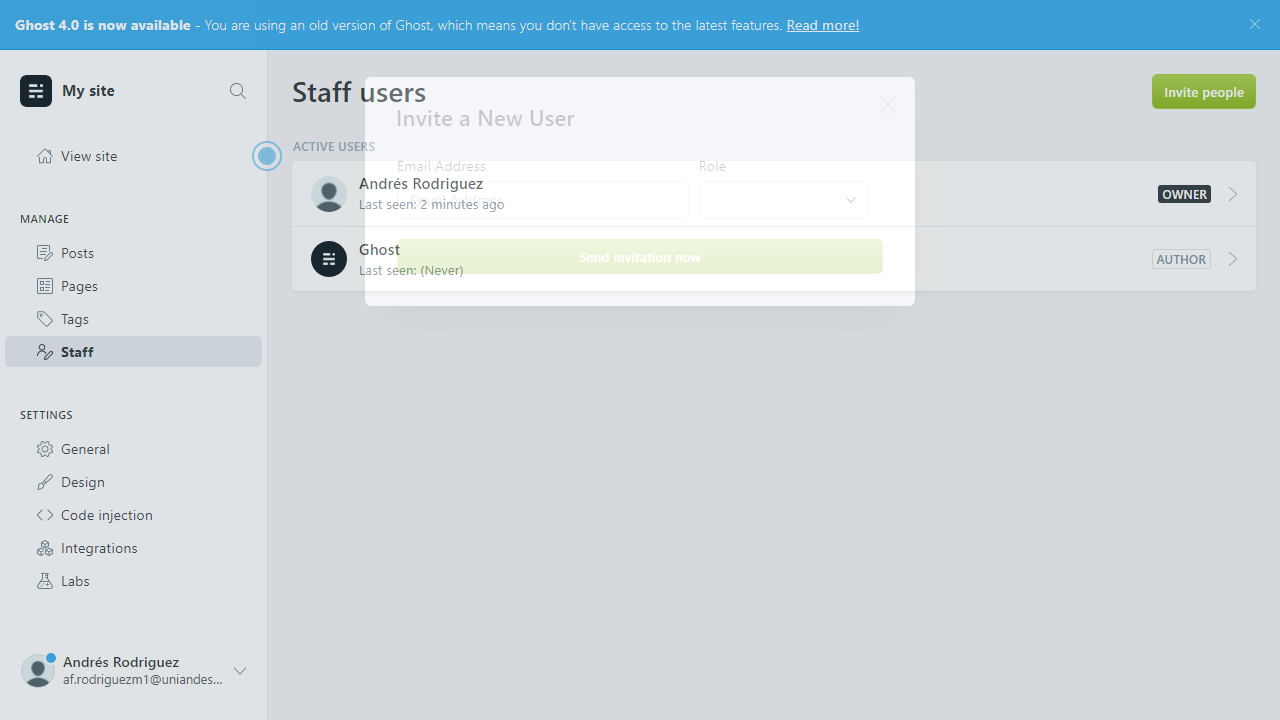 Ghost 4.0 is now available - You are using an old version of Ghost, which means you don't have access to the latest features. Read more!
My site
View site
MANAGE
Posts
Pages
Tags
Staff
SETTINGS
General
Design
Code injection
Integrations
Labs
Andrés Rodriguez
af.rodriguezm1@uniandes...
Staff users
Invite people
Invite a New User
ACTIVE USERS
Email Address
Role
Andrés Rodriguez
OWNER
Last seen: 2 minutes ago
Email Address
Ghost
Send invitation now
AUTHOR
Last seen: (Never)